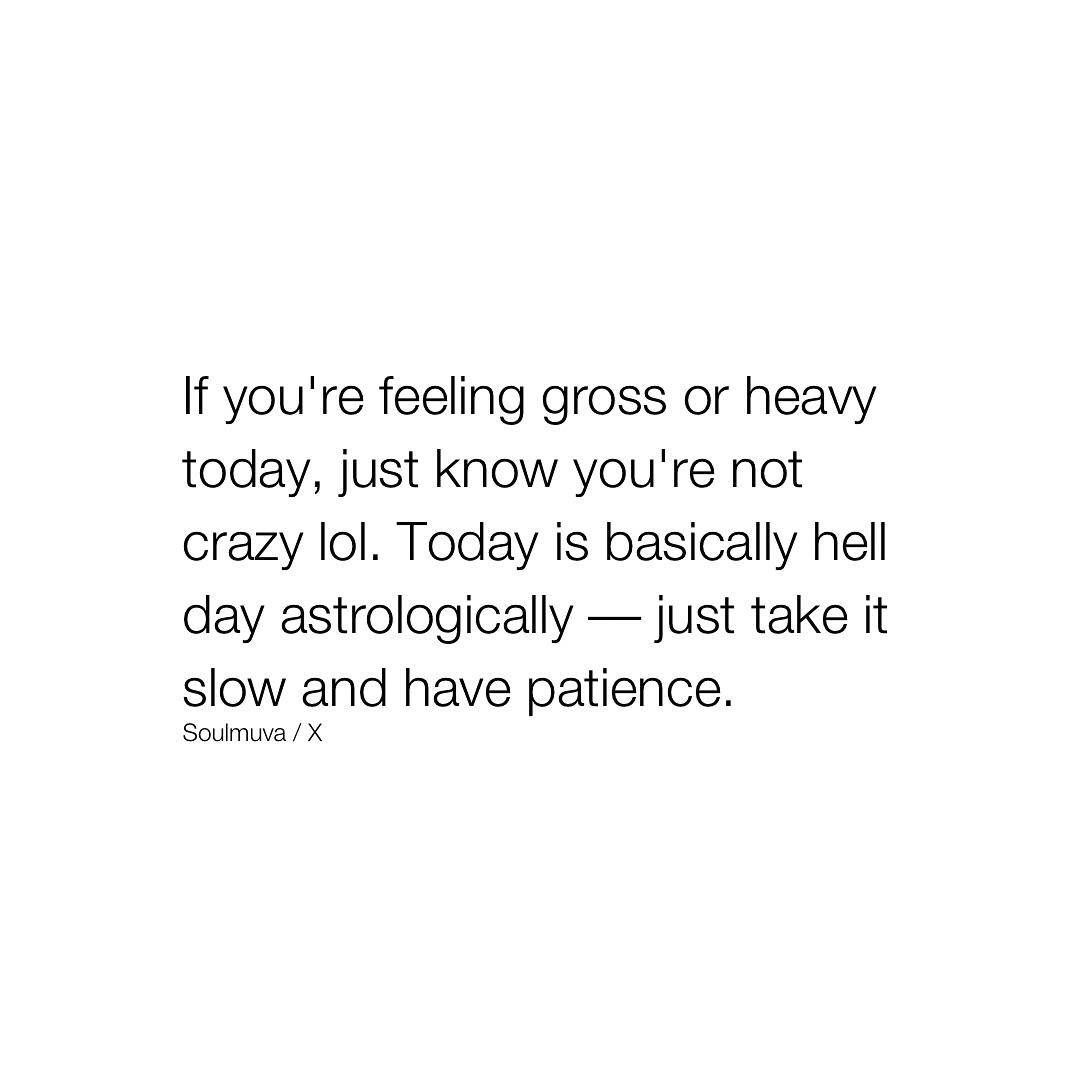 If you're feeling gross or heavy
today, just know you're not
crazy lol. Today is basically hell
day astrologically — just take it
slow and have patience.
Soulmuva / X